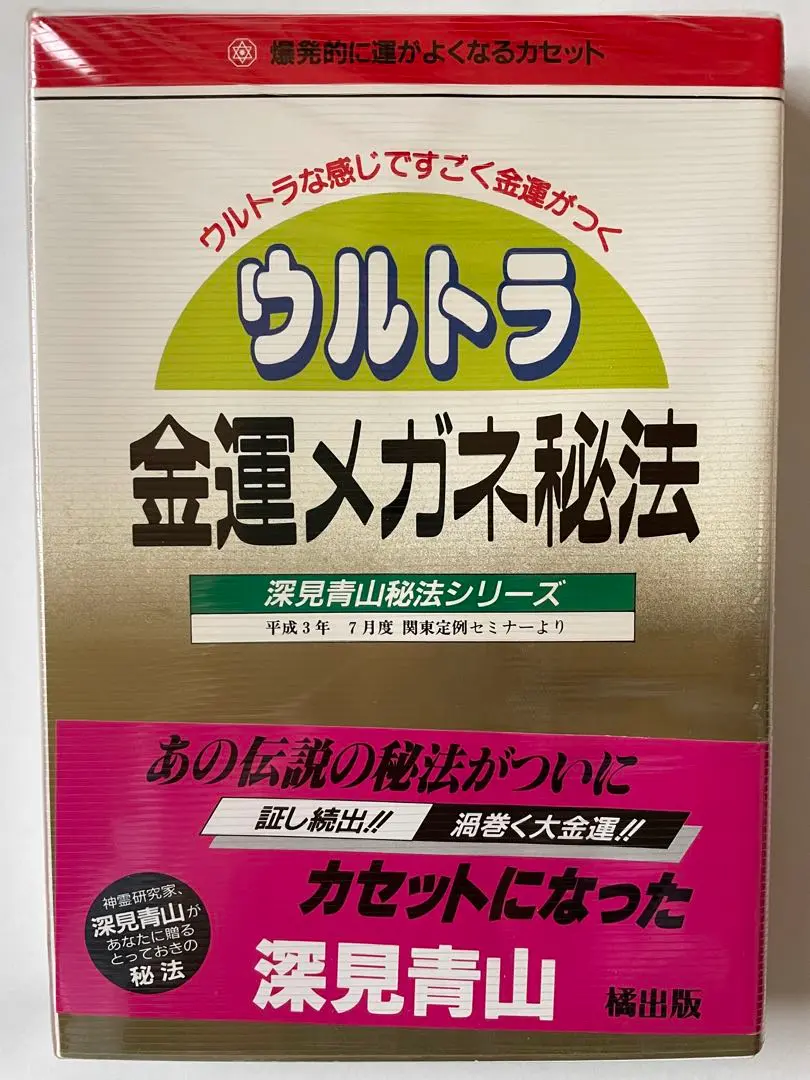 爆発的に運がよくなるカセット
ウルトラな感じですごく金運がつく
ウルトラ
金運メガネ秘法
深見青山秘法シリーズ
平成3年 7月度 関東定例セミナーより
あの伝説の秘法がついに
証し続出!! 渦巻く大金運!!
カセットになった
神霊研究家、
深見青山が
あなたに贈る
とっておきの
秘法
深見青山
橘出版